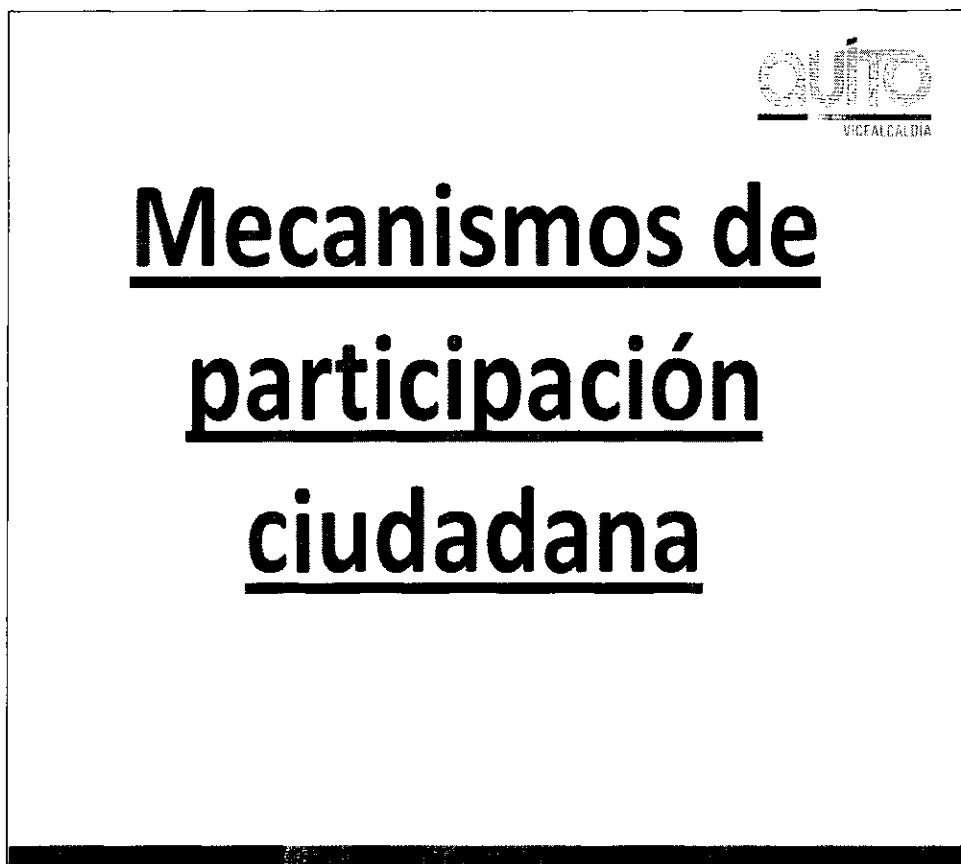 QUITO
VICEALCALDÍA
Mecanismos de
participación
ciudadana